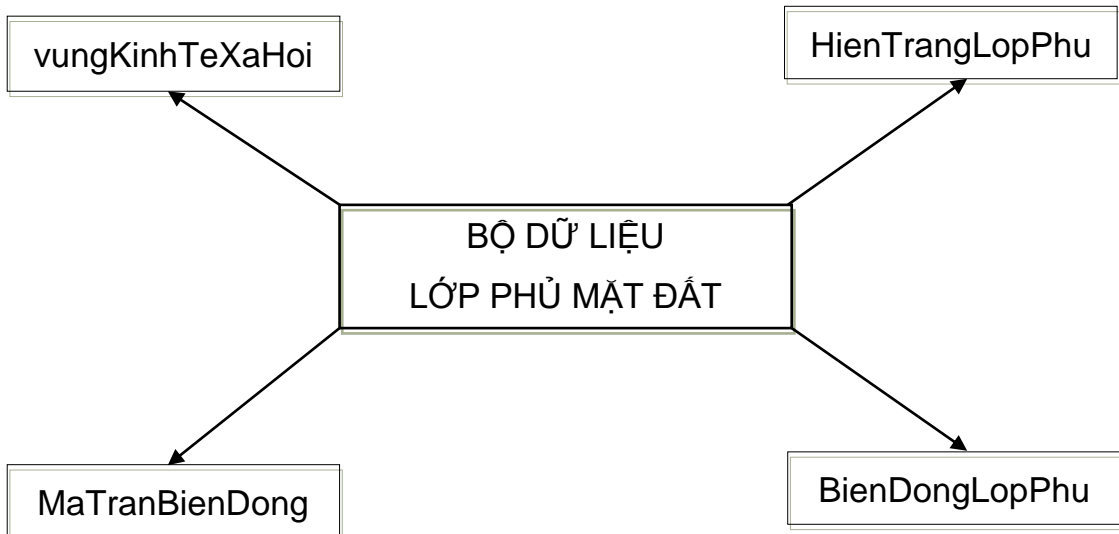 vungKinhTeXaHoi
HienTrangLopPhu
BỘ DỮ LIỆU
LỚP PHỦ MẶT ĐẤT
MaTranBienDong
BienDongLopPhu